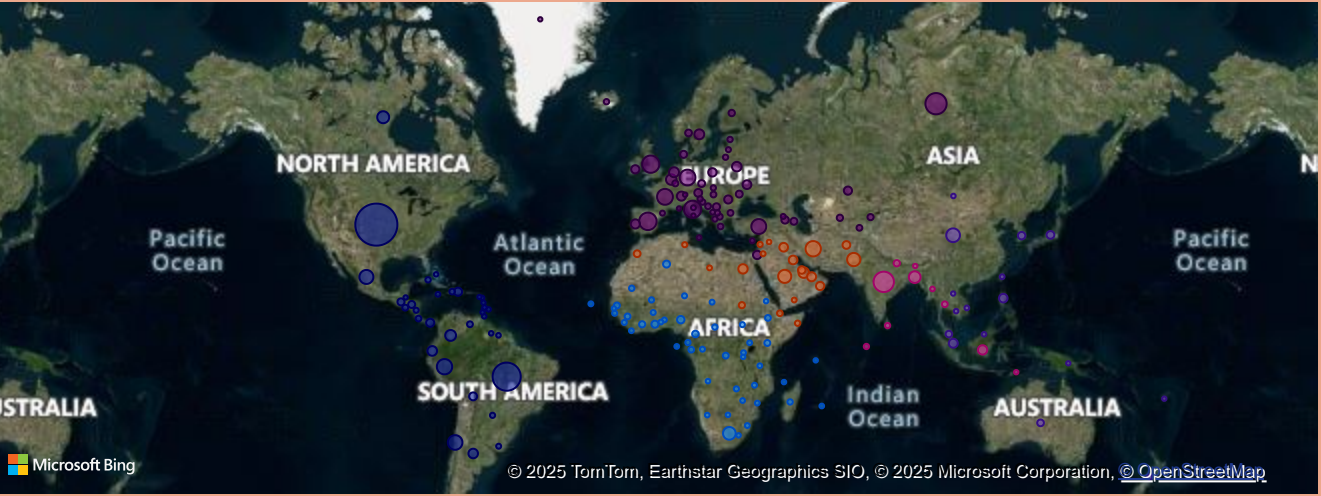 NORTH AMERICA
ASIA
N
EUROPE
Pacific
Ocean
Atlantic
Ocean
Pacific
Ocean
AFRICA
SOUTH AMERICA
Indian
Ocean
USTRALIA
AUSTRALIA
Microsoft Bing
© 2025 TomTom, Earthstar Geographics SIO, © 2025 Microsoft Corporation, © OpenStreetMap